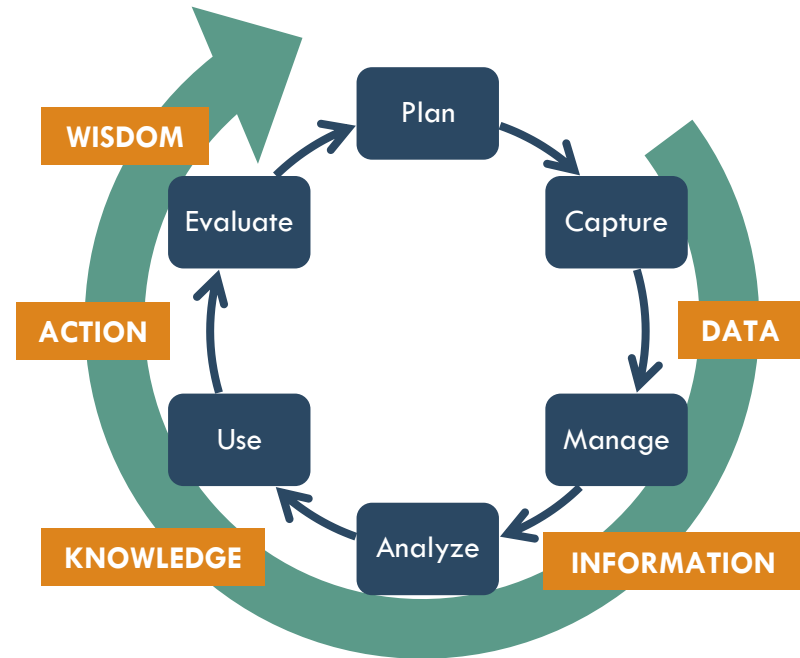 Plan
WISDOM
Evaluate
Capture
ACTION
DATA
Use
Manage
KNOWLEDGE
Analyze
INFORMATION